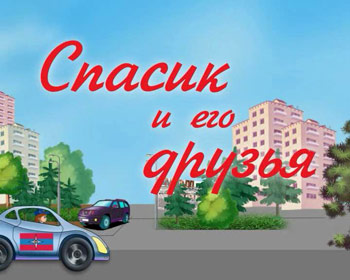 Спасик
и его
друзья